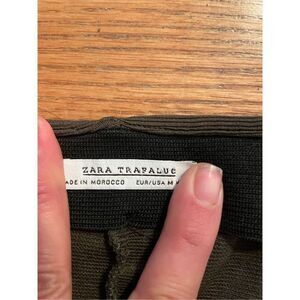 ZARA TRAFALUC
ADE IN MOROCCO EUR/USA M